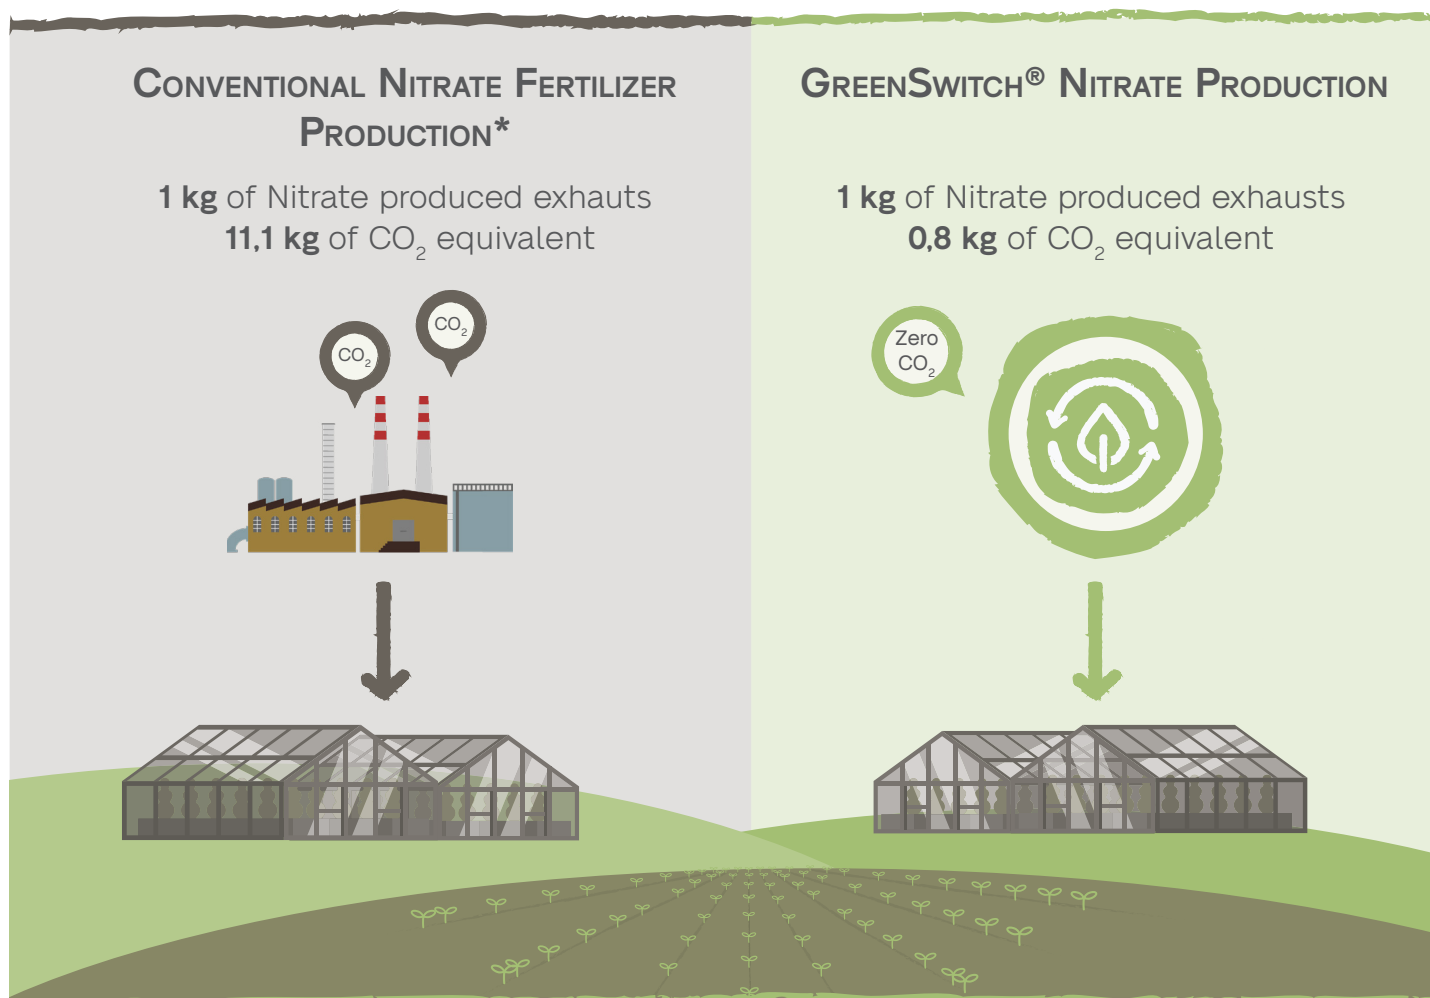 Conventional Nitrate Fertilizer
Production*
1 kg of Nitrate produced exhauts
11,1 kg of CO₂ equivalent
CO₂
CO₂
GreenSwitch® Nitrate Production
1 kg of Nitrate produced exhausts
0,8 kg of CO₂ equivalent
Zero
CO₂